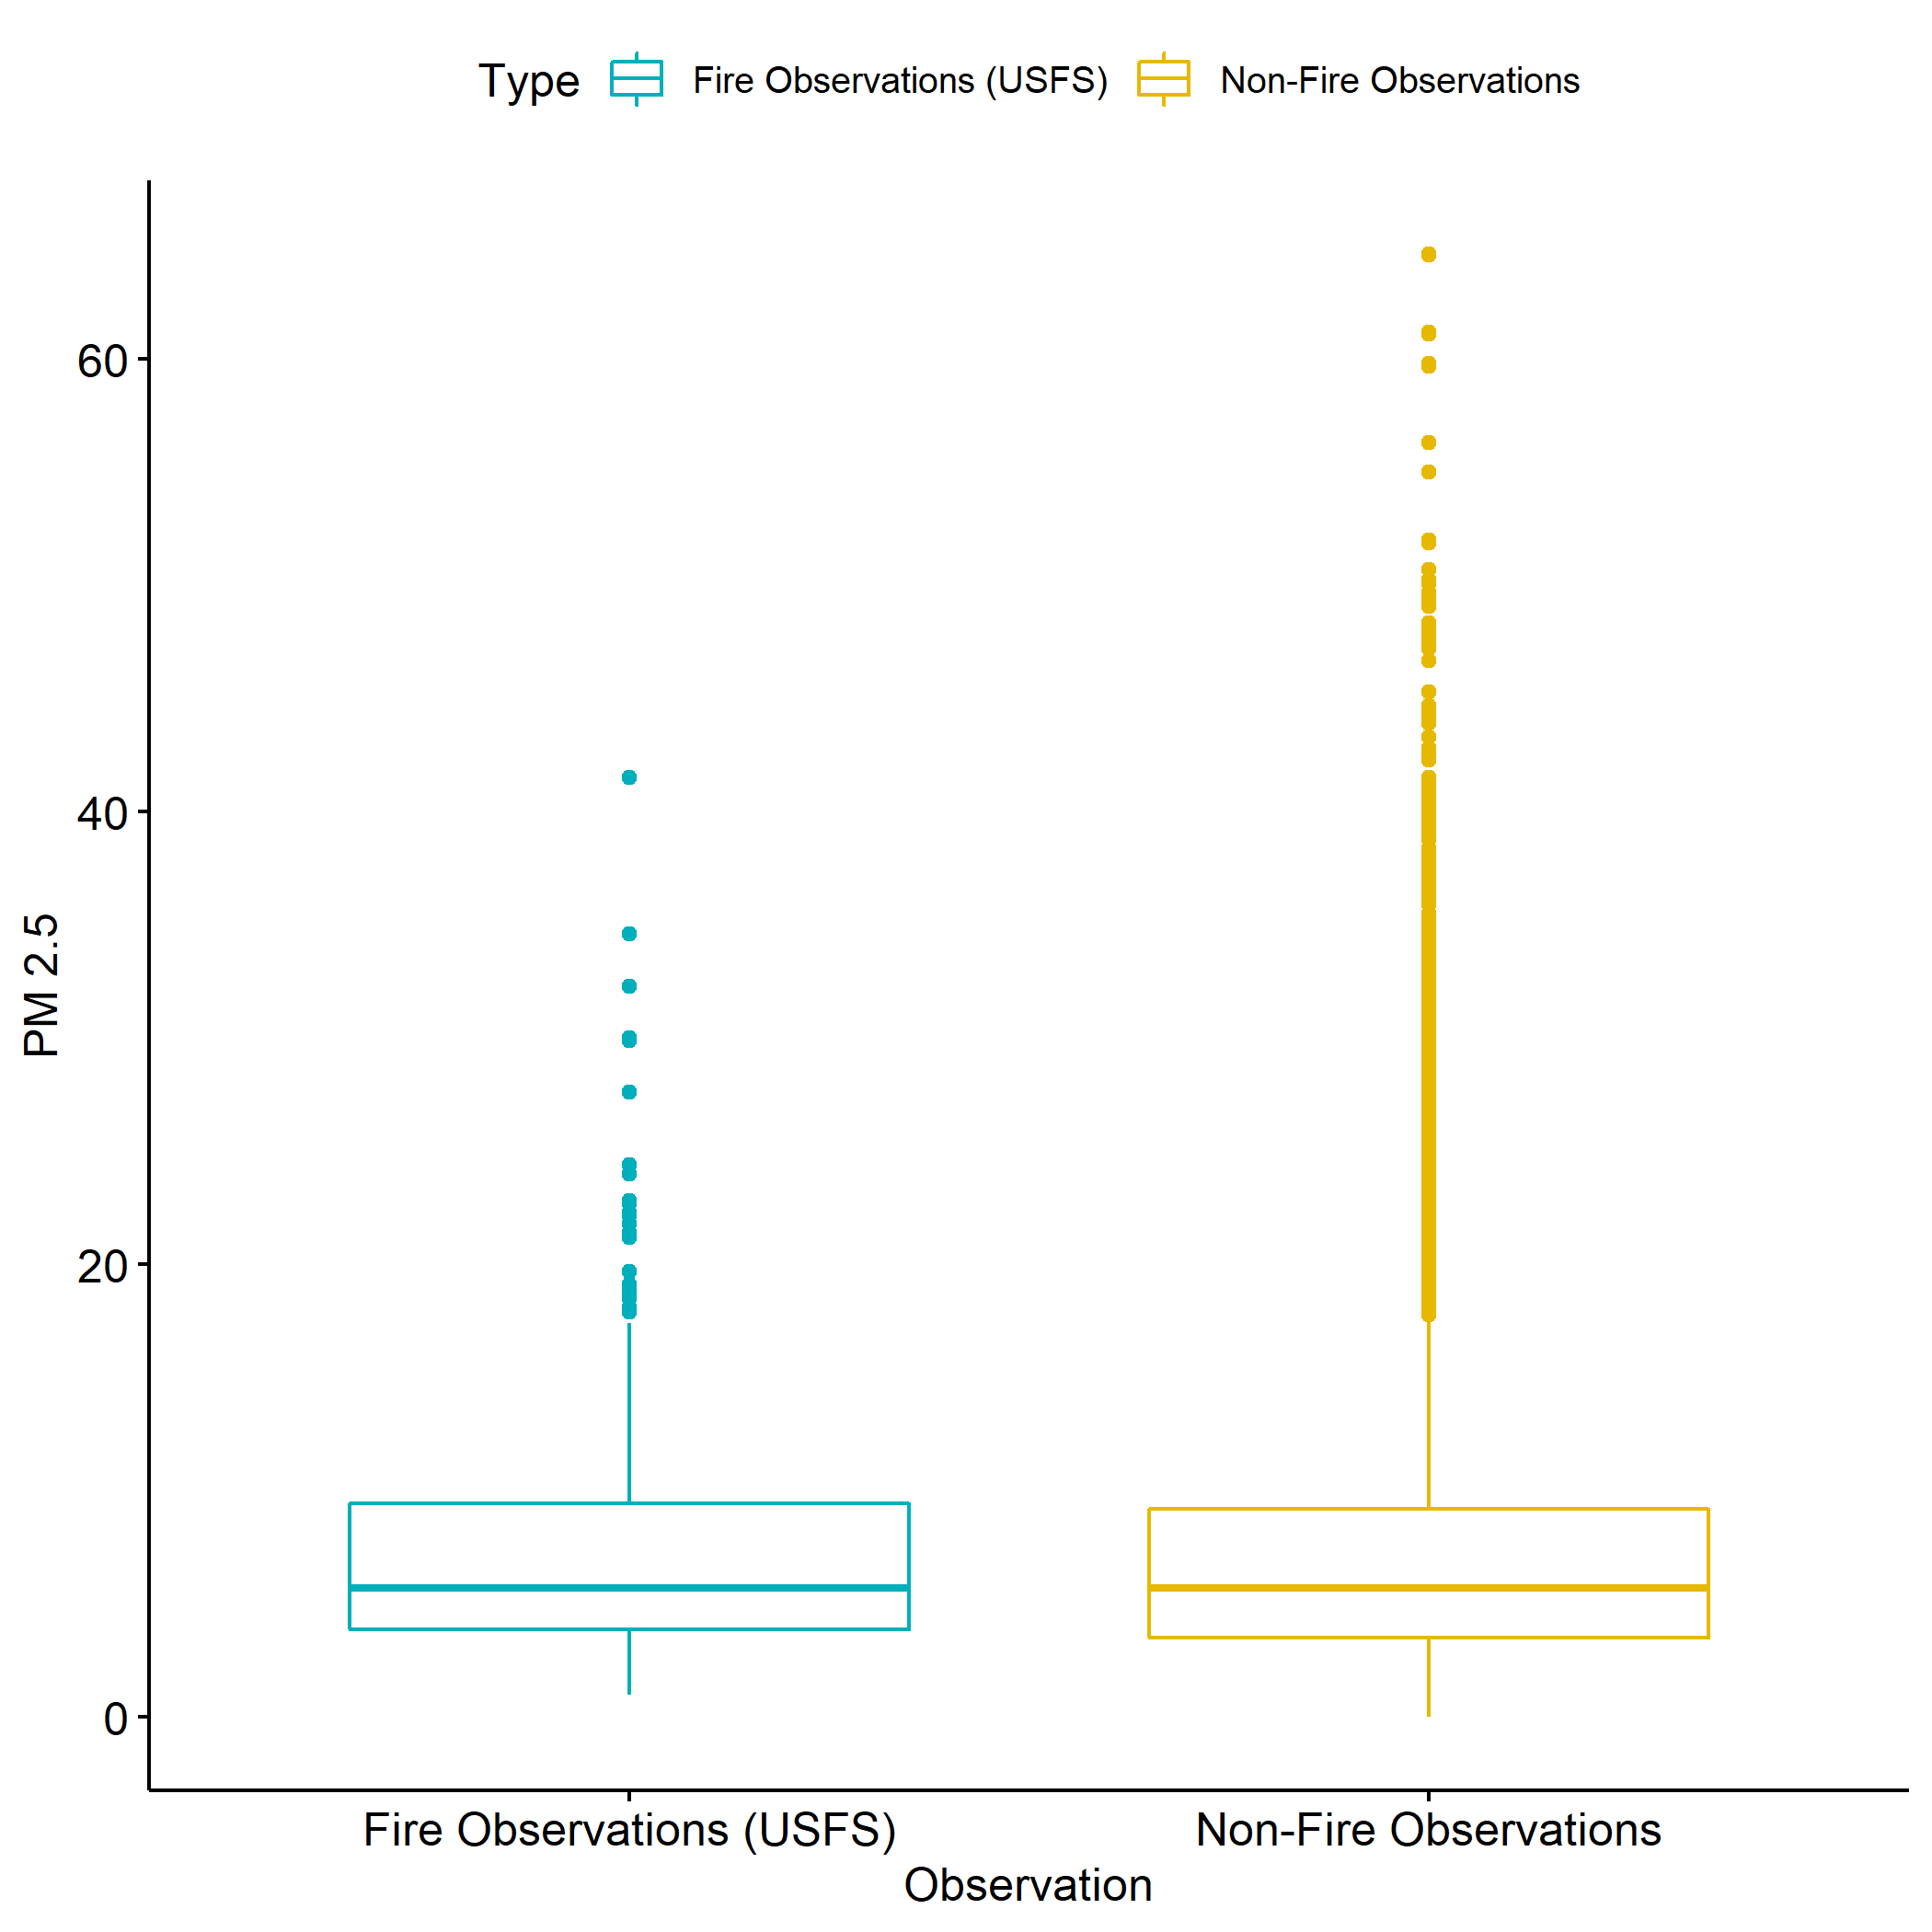 Type Fire Observations (USFS) Non-Fire Observations
60
40
20
0
PM 2.5
Fire Observations (USFS) Non-Fire Observations
Observation